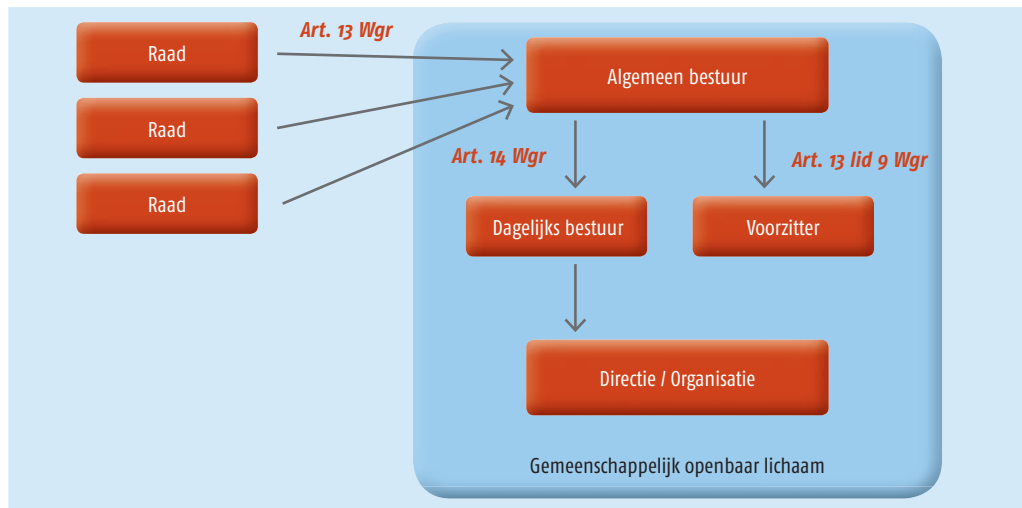 Art. 13 Wgr
Raad
Raad
Raad
Algemeen bestuur
Art. 14 Wgr
Art. 13 lid 9 Wgr
Dagelijks bestuur
Voorzitter
Directie / Organisatie
Gemeenschappelijk openbaar lichaam